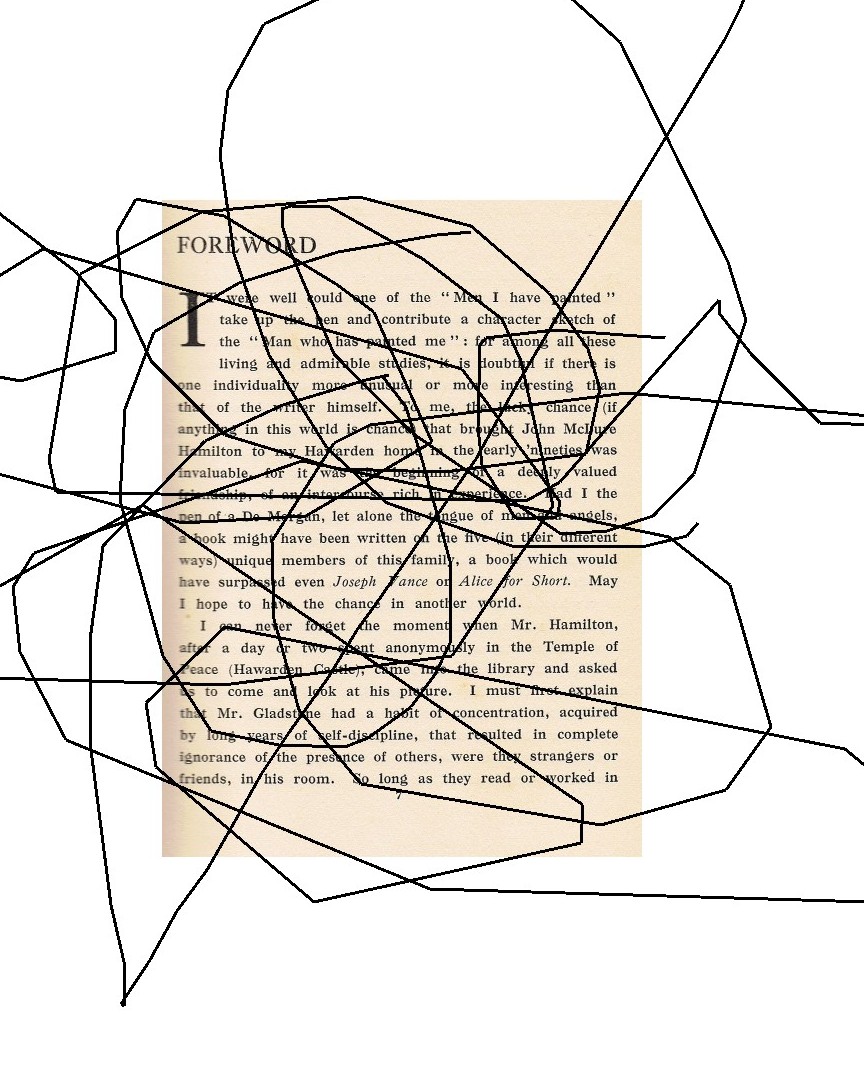 FOREWORD
IT were well could one of the "Men I have painted"
take up the pen and contribute a character sketch of
the "Man who has painted me": for among all these
living and admirable studies, it is doubtful if there is
one individuality more unusual or more interesting than
that of the writer himself. To me, the lucky chance (if
anything in this world is chance) that brought John McLure
Hamilton to my Hawarden home in the early 'nineties was
invaluable, for it was the beginning of a deeply valued
friendship, of an intercourse rich in experience. Had I the
pen of a De Morgan, let alone the tongue of men and angels,
a book might have been written on the five (in their different
ways) unique members of this family, a book which would
have surpassed even Joseph Vance or Alice for Short. May
I hope to have the chance in another world.
I can never forget the moment when Mr. Hamilton,
after a day or two spent anonymously in the Temple of
Peace (Hawarden Castle), came into the library and asked
us to come and look at his picture. I must first explain
that Mr. Gladstone had a habit of concentration, acquired
by long years of self-discipline, that resulted in complete
ignorance of the presence of others, were they strangers or
friends, in his room. So long as they read or worked in
7